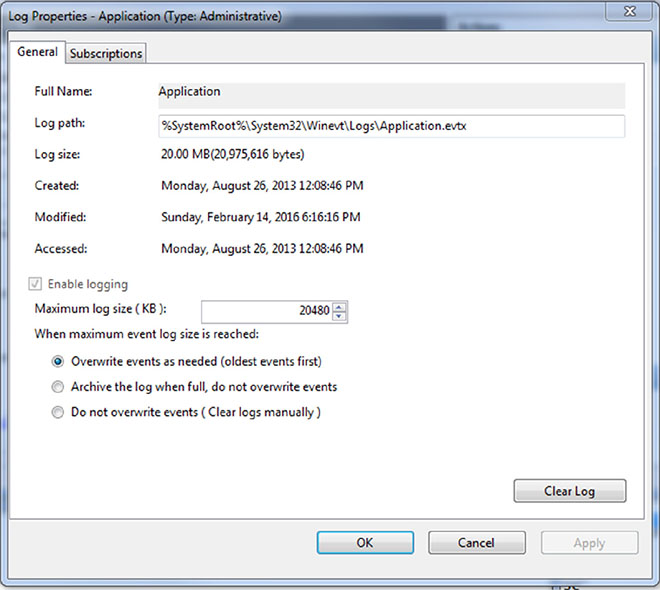 Log Properties - Application (Type: Administrative)
General
Subscriptions
Full Name: Application
Log path: %SystemRoot%\System32\Winevt\Logs\Application.evtx
Log size: 20.00 MB(20,975,616 bytes)
Created: Monday, August 26, 2013 12:08:46 PM
Modified: Sunday, February 14, 2016 6:16:16 PM
Accessed: Monday, August 26, 2013 12:08:46 PM
Enable logging
Maximum log size ( KB ): 20480
When maximum event log size is reached:
Overwrite events as needed (oldest events first)
Archive the log when full, do not overwrite events
Do not overwrite events ( Clear logs manually )
Clear Log
OK Cancel Apply